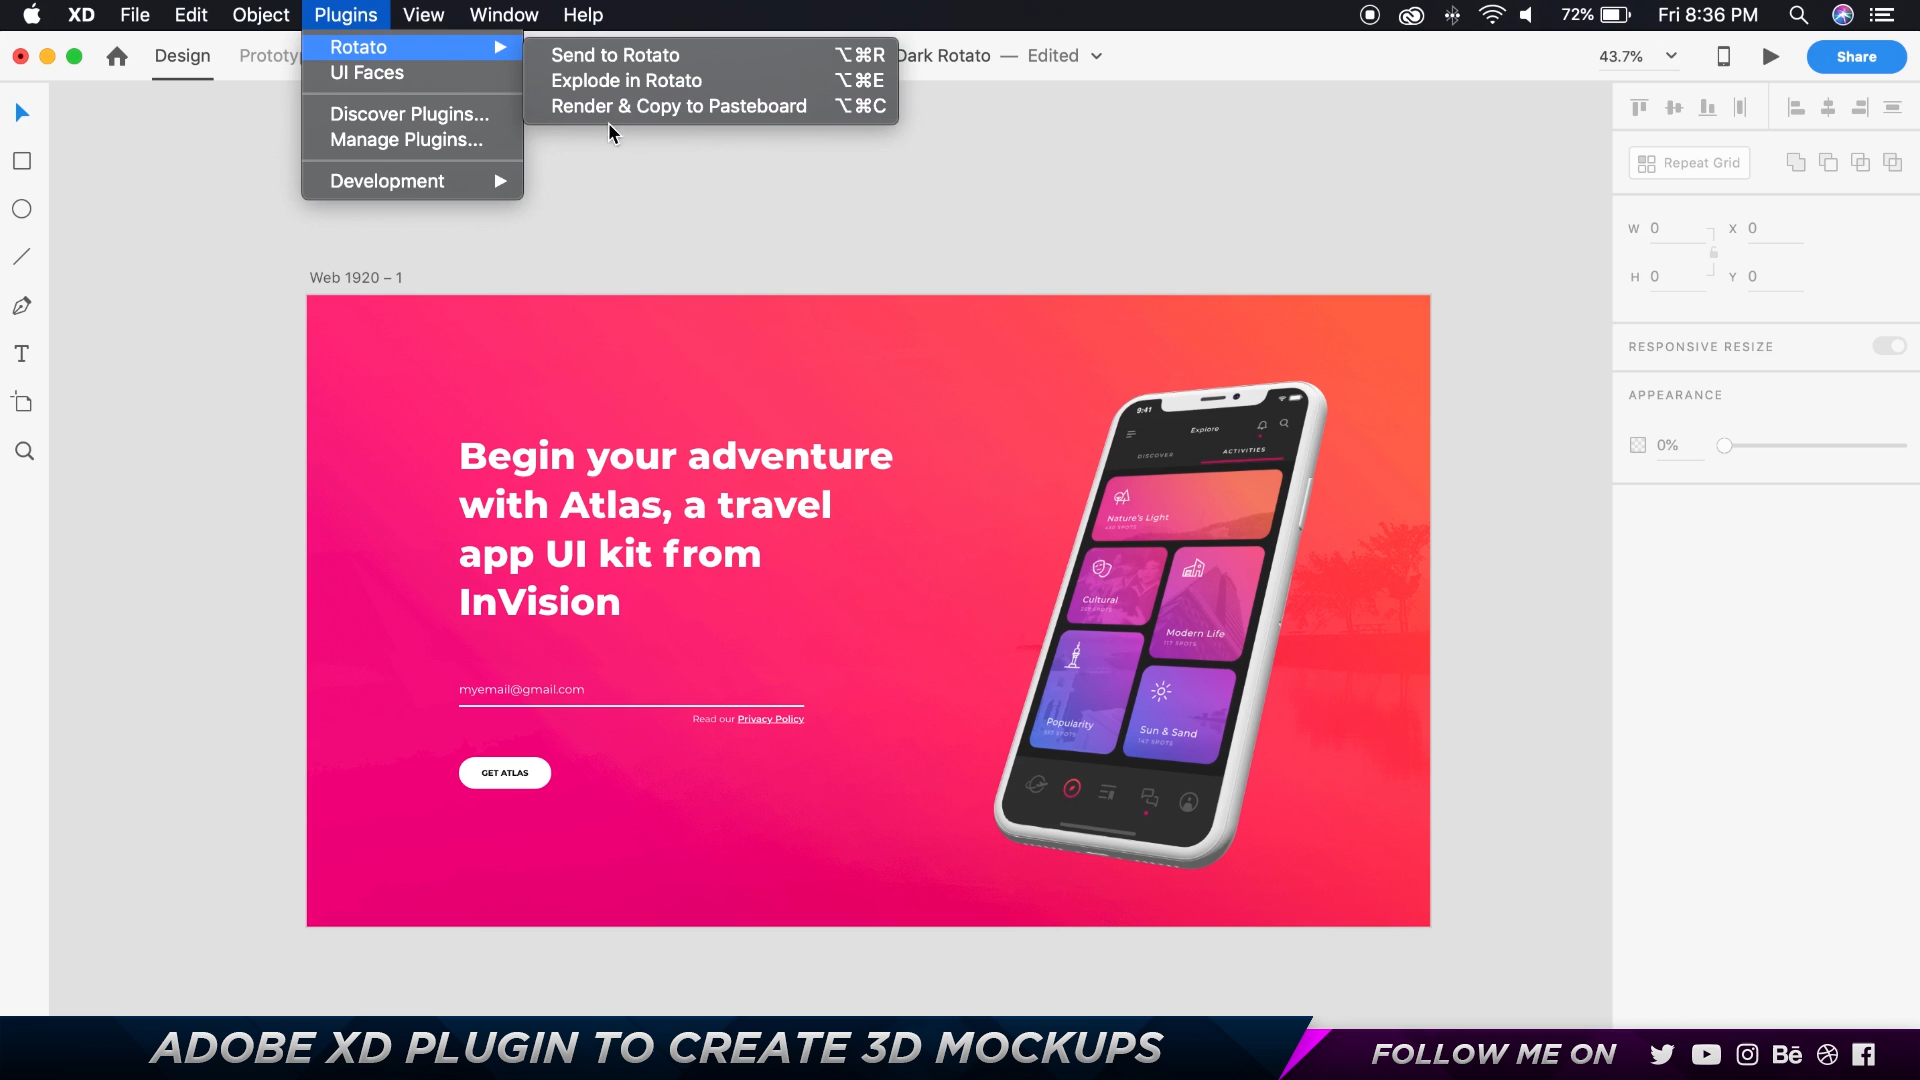 XD File Edit Object Plugins View Window Help
72% Fri 8:36 PM
Design Prototy
Dark Rotato — Edited
43.7%
Share
Rotato
UI Faces
Discover Plugins...
Manage Plugins...
Development
Send to Rotato ⌥⌘R
Explode in Rotato ⌥⌘E
Render & Copy to Pasteboard ⌥⌘C
Repeat Grid
W 0 X 0
H 0 Y 0
RESPONSIVE RESIZE
APPEARANCE
0%
T
Web 1920 – 1
Begin your adventure
with Atlas, a travel
app UI kit from
InVision
myemail@gmail.com
Read our Privacy Policy
GET ATLAS
9:41
Explore
DISCOVER ACTIVITIES
Nature's Light
Cultural
Modern Life
117 SPOTS
Popularity
Sun & Sand
147 SPOTS
ADOBE XD PLUGIN TO CREATE 3D MOCKUPS
FOLLOW ME ON
Bē